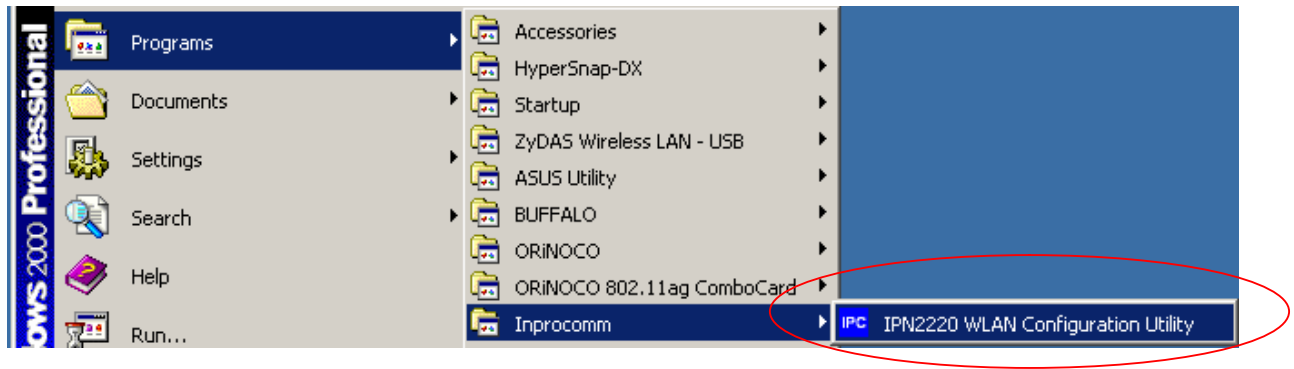 ows 2000 Professional
Programs
Documents
Settings
Search
Help
Run...
Accessories
HyperSnap-DX
Startup
ZyDAS Wireless LAN - USB
ASUS Utility
BUFFALO
ORiNOCO
ORiNOCO 802.11ag ComboCard
Inprocomm
IPC IPN2220 WLAN Configuration Utility